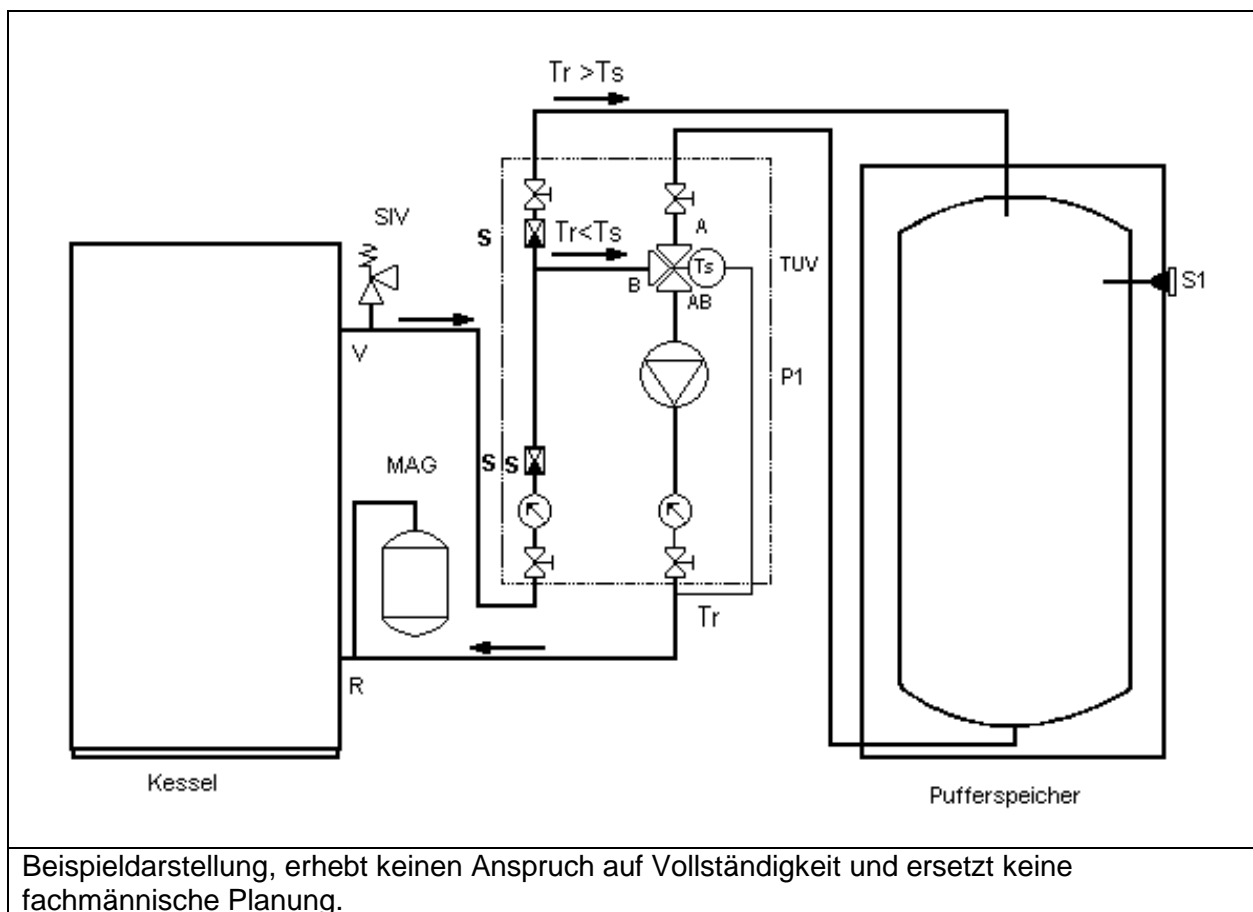 Tr >Ts
SIV
S
Tr<Ts
A
Ts
TUV
B
AB
S1
V
P1
MAG
S S
Tr
R
Kessel
Pufferspeicher
Beispieldarstellung, erhebt keinen Anspruch auf Vollständigkeit und ersetzt keine
fachmännische Planung.